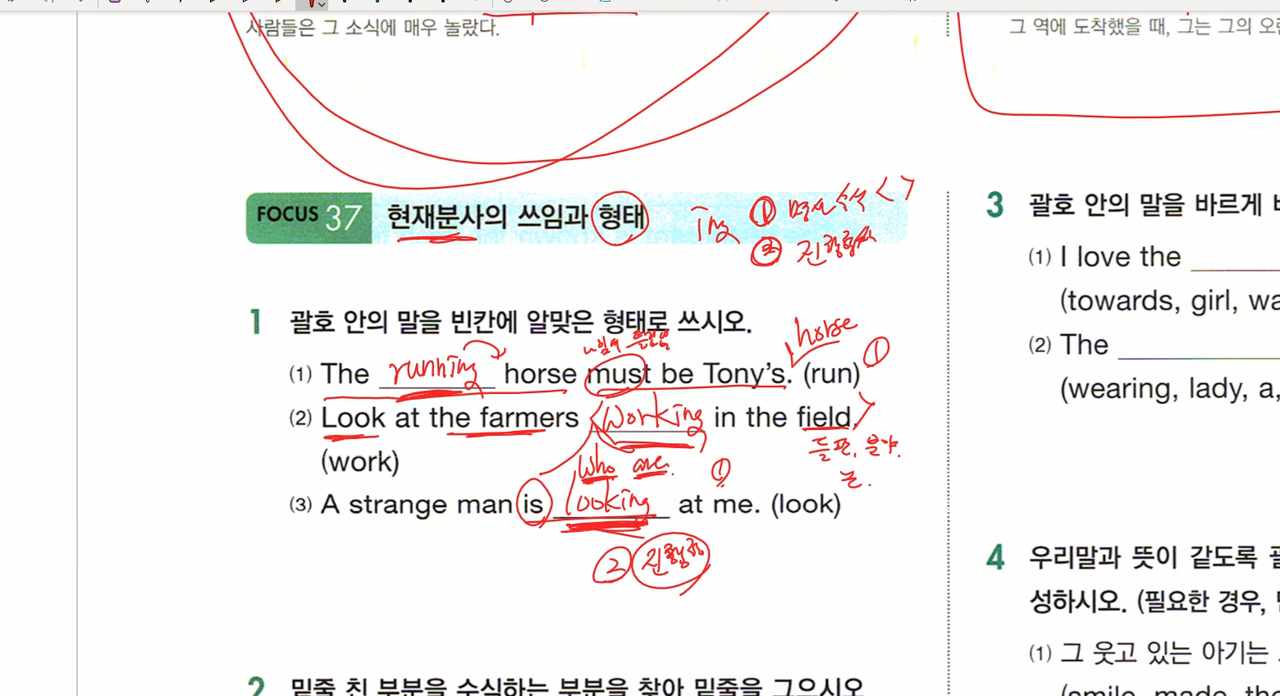 사람들은 그 소식에 매우 놀랐다.
FOCUS 37 현재분사의 쓰임과 형태
ing ① 명사 수식 < >
②
1 괄호 안의 말을 빈칸에 알맞은 형태로 쓰시오.
horse
(1) The running horse must be Tony's. (run) ①
(2) Look at the farmers <working in the field.>
들판,
(work)
who are. ①
논.
(3) A strange man is looking at me. (look)
② 진행형
2 밑줄 친 부분을 수식하는 부분을 찾아 밑줄을 그으시오
그 역에 도착했을 때, 그는 그의
3 괄호 안의 말을 바르게
(1) I love the
(towards, girl,
(2) The
(wearing, lady, a,
4 우리말과 뜻이 같도록
성하시오. (필요한 경우,
(1) 그 웃고 있는 아기는
(smile, made,